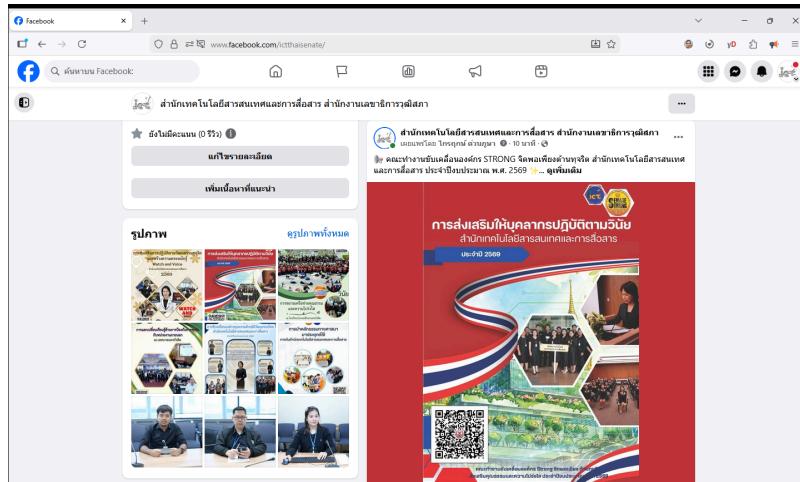 Facebook
www.facebook.com/ictthaisenate/
ค้นหาบน Facebook:
สำนักเทคโนโลยีสารสนเทศและการสื่อสาร สำนักงานเลขาธิการวุฒิสภา
ยังไม่มีคะแนน (0 รีวิว)
แก้ไขรายละเอียด
เพิ่มเนื้อหาที่แนะนำ
รูปภาพ
ดูรูปภาพทั้งหมด
สำนักเทคโนโลยีสารสนเทศและการสื่อสาร สำนักงานเลขาธิการวุฒิสภา
เผยแพร่โดย ไกรฤกษ์ ด่วนภูษา · 10 นาที ·
คณะทำงานขับเคลื่อนองค์กร STRONG จิตพอเพียงต้านทุจริต สำนักเทคโนโลยีสารสนเทศ
และการสื่อสาร ประจำปีงบประมาณ พ.ศ. 2569 ✨... ดูเพิ่มเติม
ICT
การส่งเสริมให้บุคลากรปฏิบัติตามวินัย
สำนักเทคโนโลยีสารสนเทศและการสื่อสาร
ประจำปี 2569